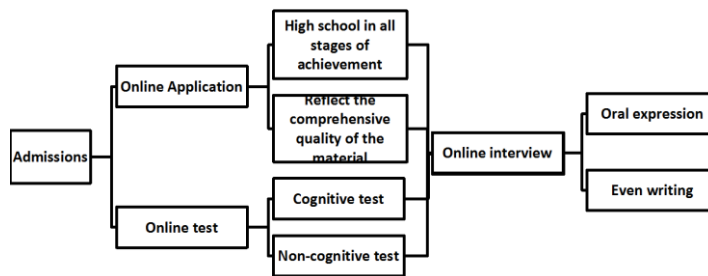 High school in all
stages of
achievement
Online Application
Reflect the
comprehensive
quality of the
material
Admissions
Online interview
Oral expression
Even writing
Cognitive test
Online test
Non-cognitive test